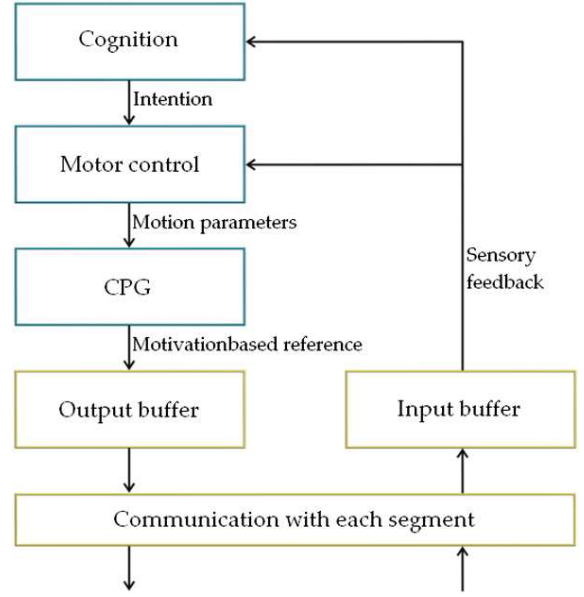 Cognition
Intention
Motor control
Motion parameters
Sensory
feedback
CPG
Motivationbased reference
Output buffer
Input buffer
Communication with each segment